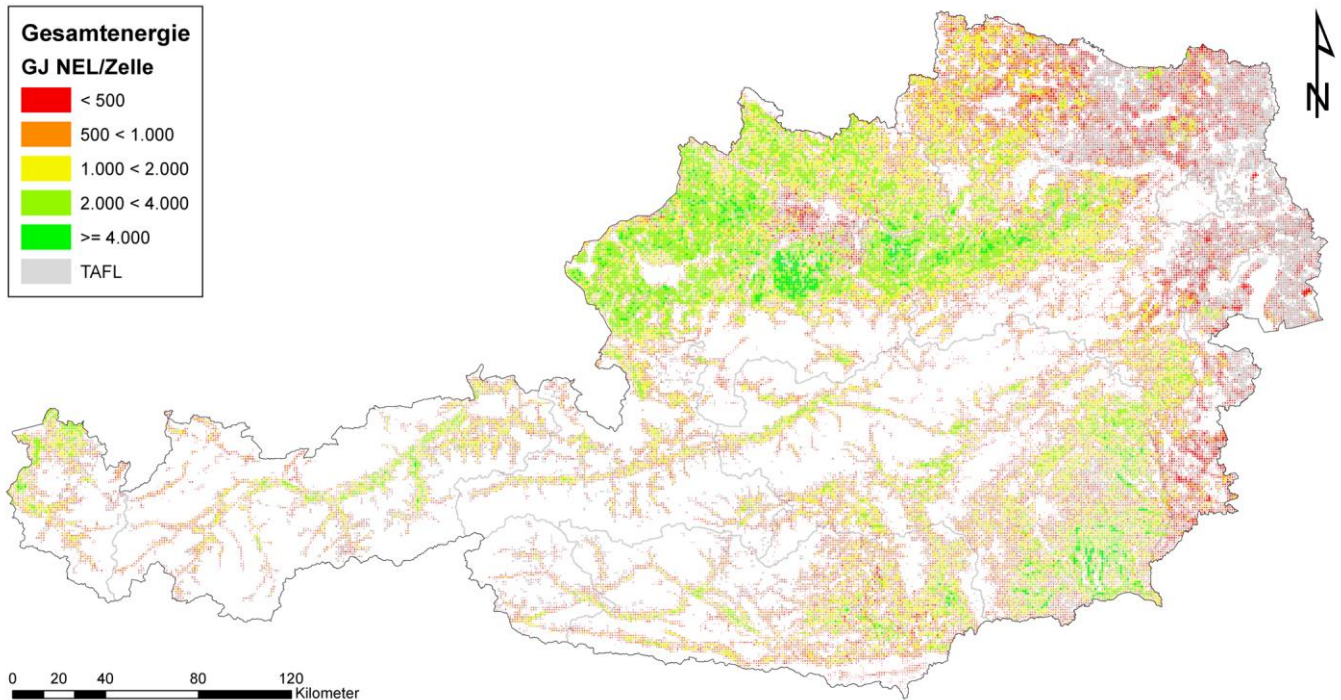 Gesamtenergie
GJ NEL/Zelle
< 500
500 < 1.000
1.000 < 2.000
2.000 < 4.000
>= 4.000
TAFL
N
0 20 40 80 120
Kilometer